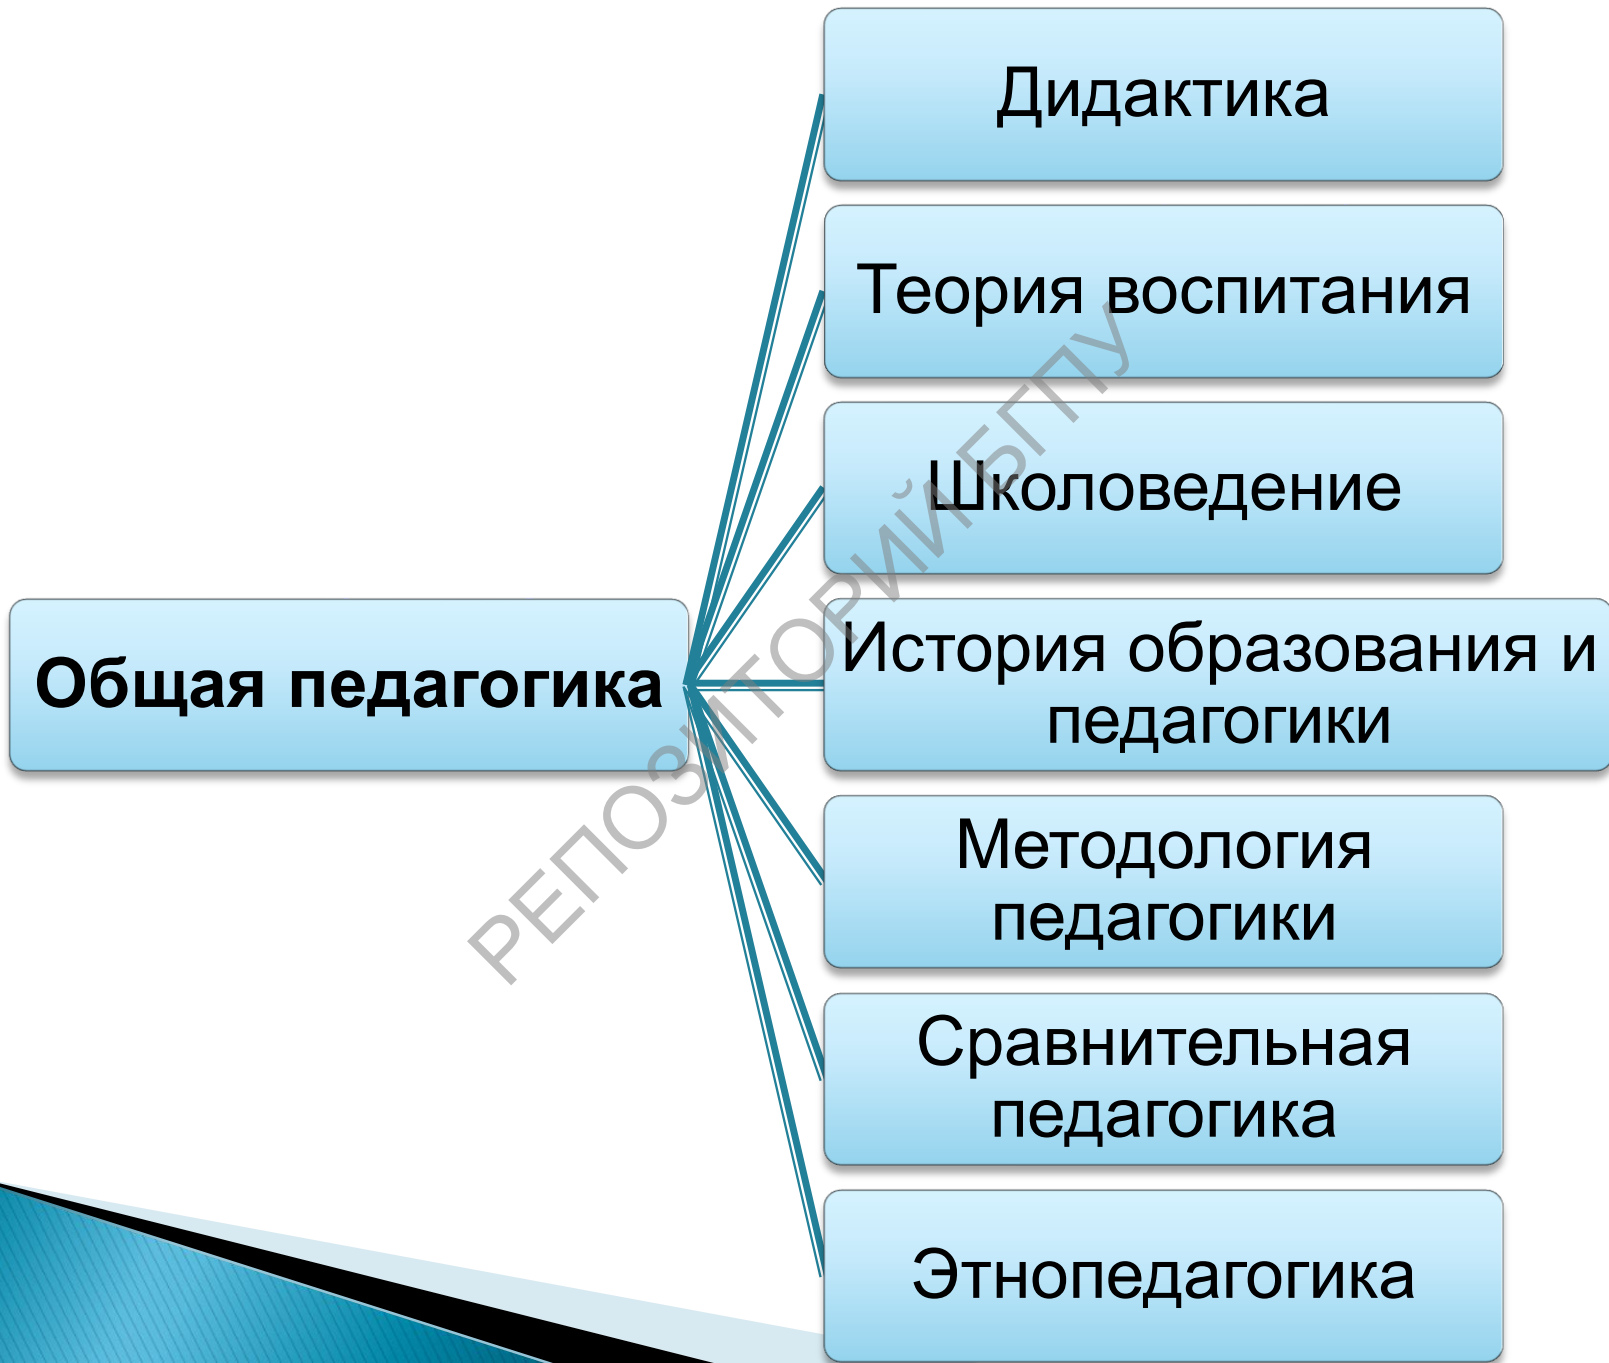 Дидактика
Теория воспитания
Школоведение
Общая педагогика
История образования и
педагогики
Методология
педагогики
Сравнительная
педагогика
Этнопедагогика
РЕПОЗИТОРИЙ БГПУ